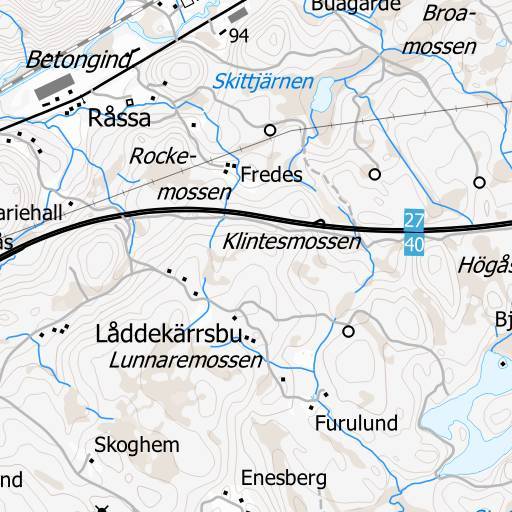 Buagärde
Broa-
mossen
94
Betongind
Skittjärnen
Råssa
Rocke-
mossen
Fredes
ariehall
ås
27
40
Klintesmossen
Högås
Bj
Låddekärrsbu
Lunnaremossen
Furulund
Skoghem
nd
Enesberg